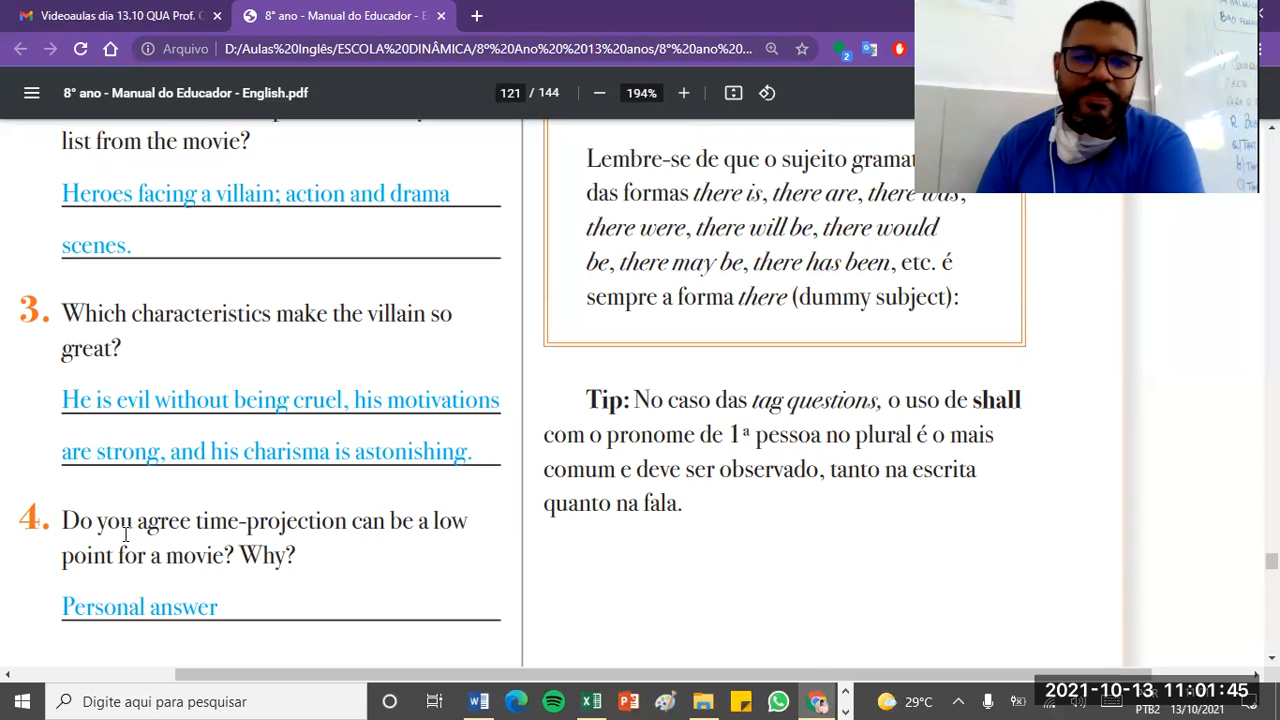 Videoaulas dia 13.10 QUA Prof. G
8° ano - Manual do Educador - E
Arquivo
D:/Aulas%20Inglês/ESCOLA%20DINÂMICA/8º%20Ano%20%2013%20anos/8°%20ano%20...
2
8° ano - Manual do Educador - English.pdf
121 / 144
194%
list from the movie?
Heroes facing a villain; action and drama
scenes.
3. Which characteristics make the villain so
great?
He is evil without being cruel, his motivations
are strong, and his charisma is astonishing.
4. Do you agree time-projection can be a low
point for a movie? Why?
Personal answer
Lembre-se de que o sujeito gramat
das formas there is, there are, there was,
there were, there will be, there would
be, there may be, there has been, etc. é
sempre a forma there (dummy subject):
Tip: No caso das tag questions, o uso de shall
com o pronome de 1ª pessoa no plural é o mais
comum e deve ser observado, tanto na escrita
quanto na fala.
Digite aqui para pesquisar
29°C
2021-10-13 11:01:45
PTB2
13/10/2021